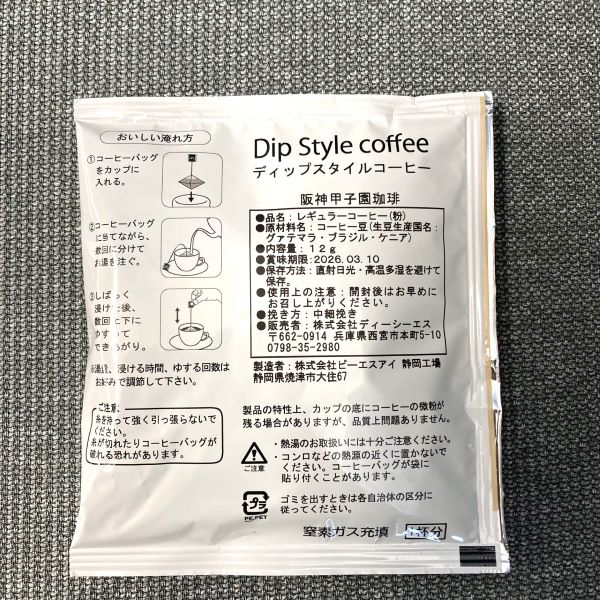 おいしい淹れ方
①コーヒーバッグ
をカップに
入れる。
②コーヒーバッグ
に当てながら、
数回に分けて
お湯を注ぐ。
③しばらく
浸けた後、
数回上下に
ゆすって
できあがり。
※湯量、浸ける時間、ゆする回数は
お好みで調節して下さい。
ご注意
糸を持って強く引っ張らないで
ください。
糸が切れたりコーヒーバッグが
破れる恐れがあります。
Dip Style coffee
ディップスタイルコーヒー
阪神甲子園珈琲
●品名：レギュラーコーヒー(粉)
●原材料名：コーヒー豆(生豆生産国名：
グァテマラ・ブラジル・ケニア)
●内容量：12g
●賞味期限:2026.03.10
●保存方法：直射日光・高温多湿を避けて
保存。
●使用上の注意：開封後はお早めに
お召し上がりください。
●挽き方：中細挽き
●販売者：株式会社ディーシーエス
〒662-0914 兵庫県西宮市本町5-10
0798-35-2980
製造者：株式会社ピーエスアイ 静岡工場
静岡県焼津市大住67
製品の特性上、カップの底にコーヒーの微粉が
残る場合がありますが、品質上問題ありません。
ご注意
・熱湯のお取扱いには十分ご注意ください。
・コンロなどの熱源の近くに置かないで
ください。コーヒーバッグが袋に
貼り付くことがあります。
プラ
PE,PET
ゴミを出すときは各自治体の区分に
従ってください。
窒素ガス充填 1杯分